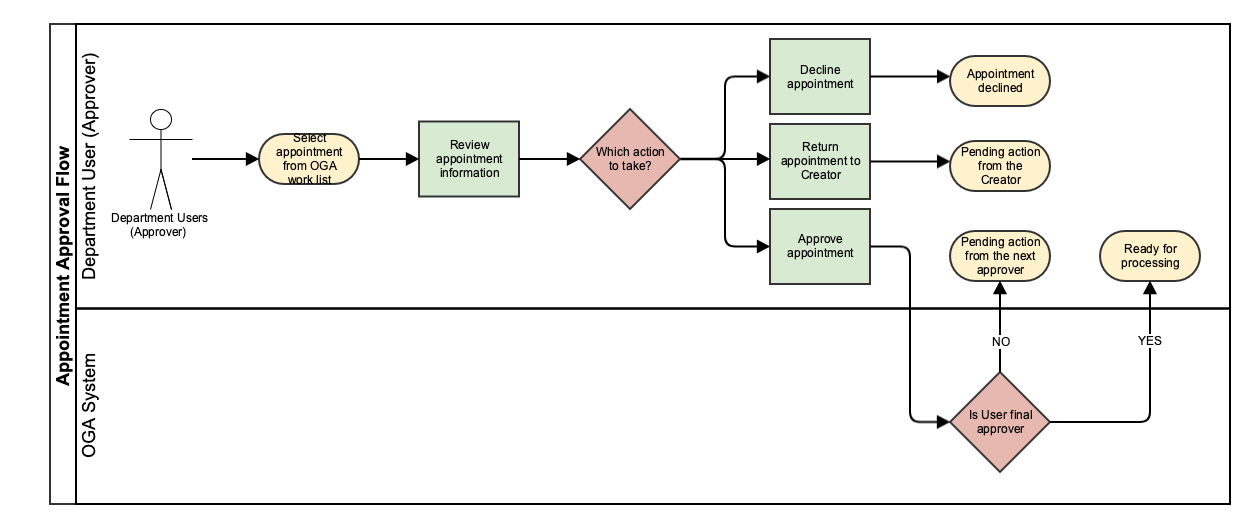 Appointment Approval Flow
Department User (Approver)
OGA System
Department Users
(Approver)
Select
appointment
from OGA
work list
Review
appointment
information
Which action
to take?
Decline
appointment
Appointment
declined
Return
appointment to
Creator
Pending action
from the
Creator
Approve
appointment
Pending action
from the next
approver
Ready for
processing
NO
YES
Is User final
approver